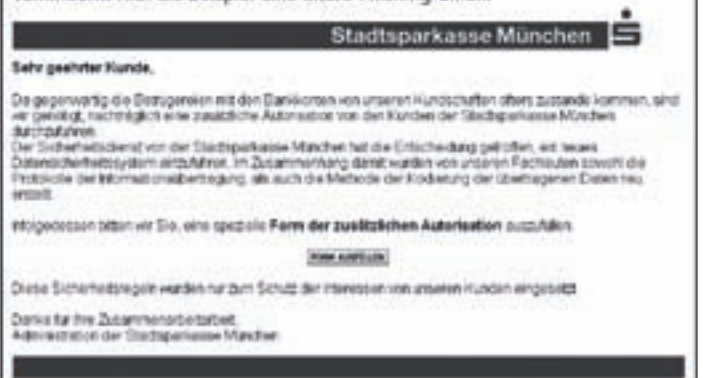 Stadtsparkasse München
Sehr geehrter Kunde,
Da gegenwärtig die Betrügereien mit den Bankkonten von unseren Kundschaften öfters zustande kommen, sind
wir genötigt, nachträglich eine zusätzliche Autorisation von den Kunden der Stadtsparkasse München
durchzuführen.
Der Sicherheitsdienst von der Stadtsparkasse München hat die Entscheidung getroffen, ein neues
Datensicherheitssystem einzuführen. Im Zusammenhang damit wurden von unseren Fachleuten sowohl die
Protokolle der Informationsübertragung, als auch die Methode der Kodierung der übertragenen Daten neu
erstellt.
Infolgedessen bitten wir Sie, eine spezielle Form der zusätzlichen Autorisation auszufüllen.
FORM AUSFÜLLEN
Diese Sicherheitsregeln wurden nur zum Schutz der Interessen von unseren Kunden eingesetzt
Danke für Ihre Zusammenarbeitarbeit,
Administration der Stadtsparkasse München